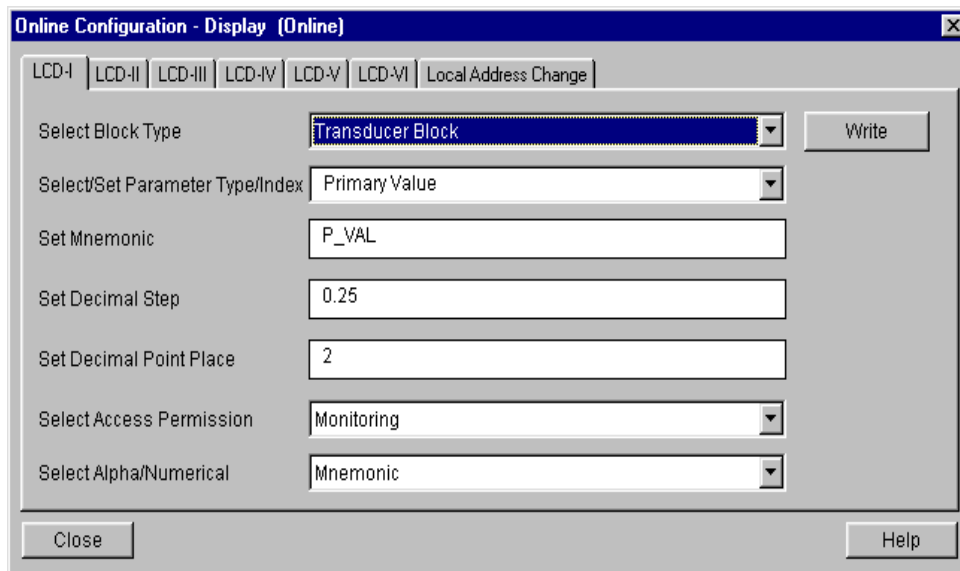 Online Configuration - Display (Online)
LCD-I LCD-II LCD-III LCD-IV LCD-V LCD-VI Local Address Change
Select Block Type Transducer Block Write
Select/Set Parameter Type/Index Primary Value
Set Mnemonic P_VAL
Set Decimal Step 0.25
Set Decimal Point Place 2
Select Access Permission Monitoring
Select Alpha/Numerical Mnemonic
Close Help